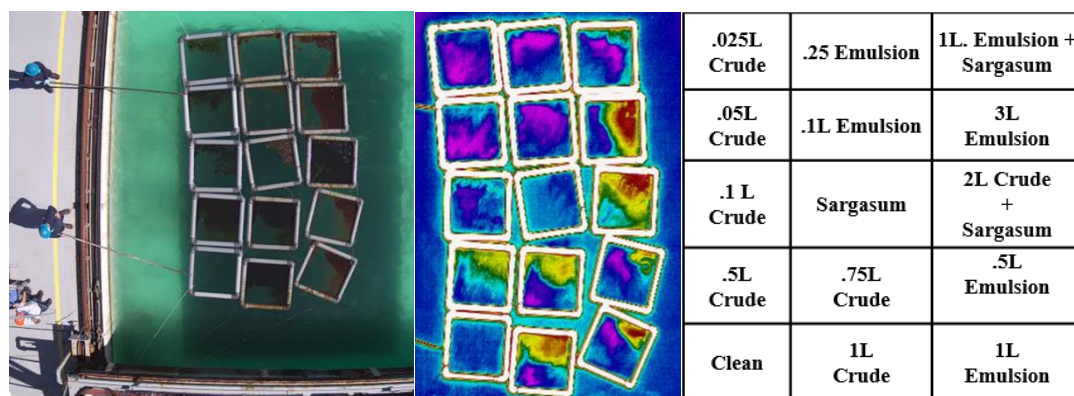 .025L
Crude
.25 Emulsion
1L. Emulsion +
Sargasum
.05L
Crude
.1L Emulsion
3L
Emulsion
.1 L
Crude
Sargasum
2L Crude
+
Sargasum
.5L
Crude
.75L
Crude
.5L
Emulsion
Clean
1L
Crude
1L
Emulsion